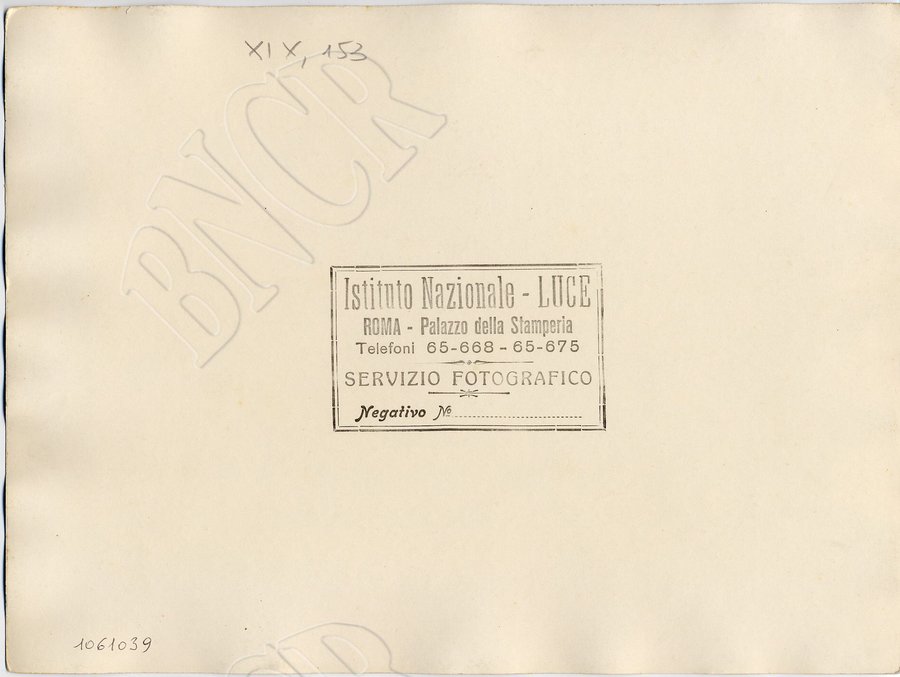 XIX, 153
BNCR
Istituto Nazionale - LUCE
ROMA - Palazzo della Stamperia
Telefoni 65-668 - 65-675
SERVIZIO FOTOGRAFICO
Negativo №
1061039